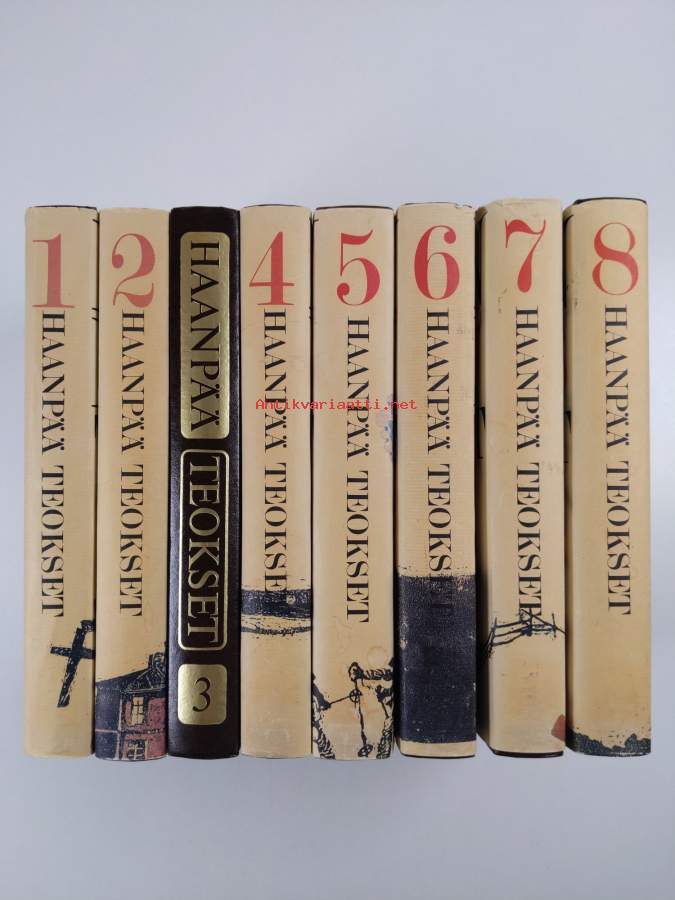 1 HAANPÄÄ TEOKSET
2 HAANPÄÄ TEOKSET
HAANPÄÄ TEOKSET 3
4 HAANPÄÄ TEOKSET
5 HAANPÄÄ TEOKSET
6 HAANPÄÄ TEOKSET
7 HAANPÄÄ TEOKSET
8 HAANPÄÄ TEOKSET
Antikvariaatti.net